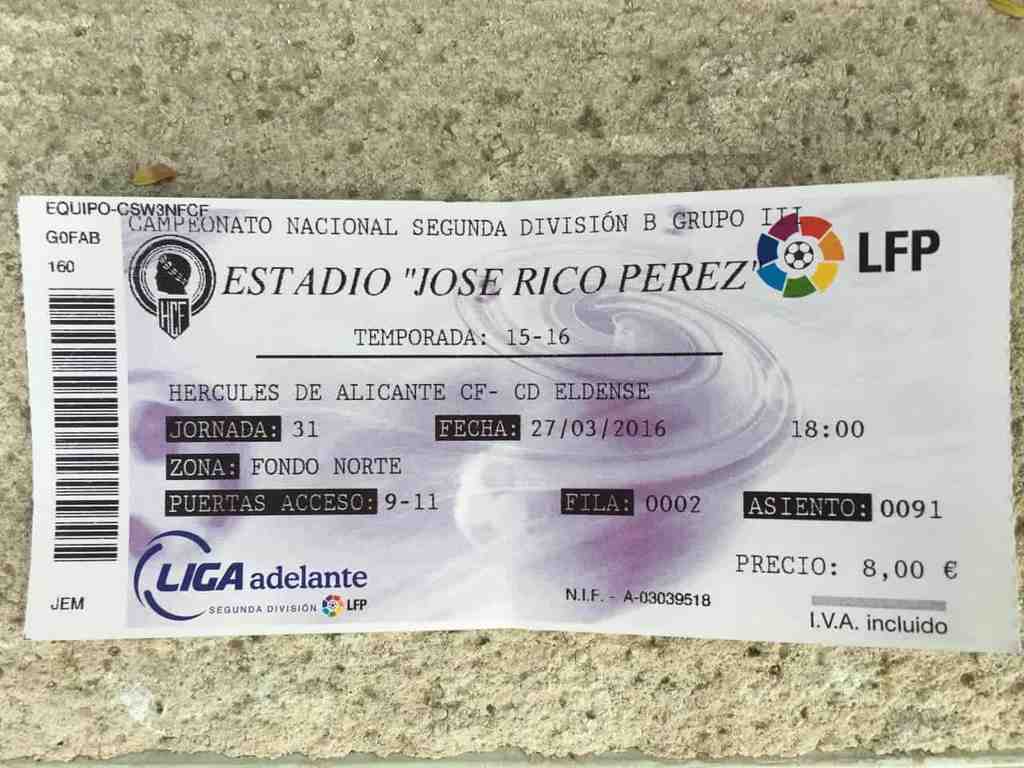 EQUIPO-CSW3NFCF
G0FAB
160
CAMPEONATO NACIONAL SEGUNDA DIVISIÓN B GRUPO III
HCF
ESTADIO "JOSE RICO PEREZ"
LFP
TEMPORADA: 15-16
HERCULES DE ALICANTE CF- CD ELDENSE
JORNADA: 31 FECHA: 27/03/2016 18:00
ZONA: FONDO NORTE
PUERTAS ACCESO: 9-11 FILA: 0002 ASIENTO: 0091
PRECIO: 8,00 €
LIGA adelante
SEGUNDA DIVISIÓN LFP
N.I.F. - A-03039518
I.V.A. incluido
JEM